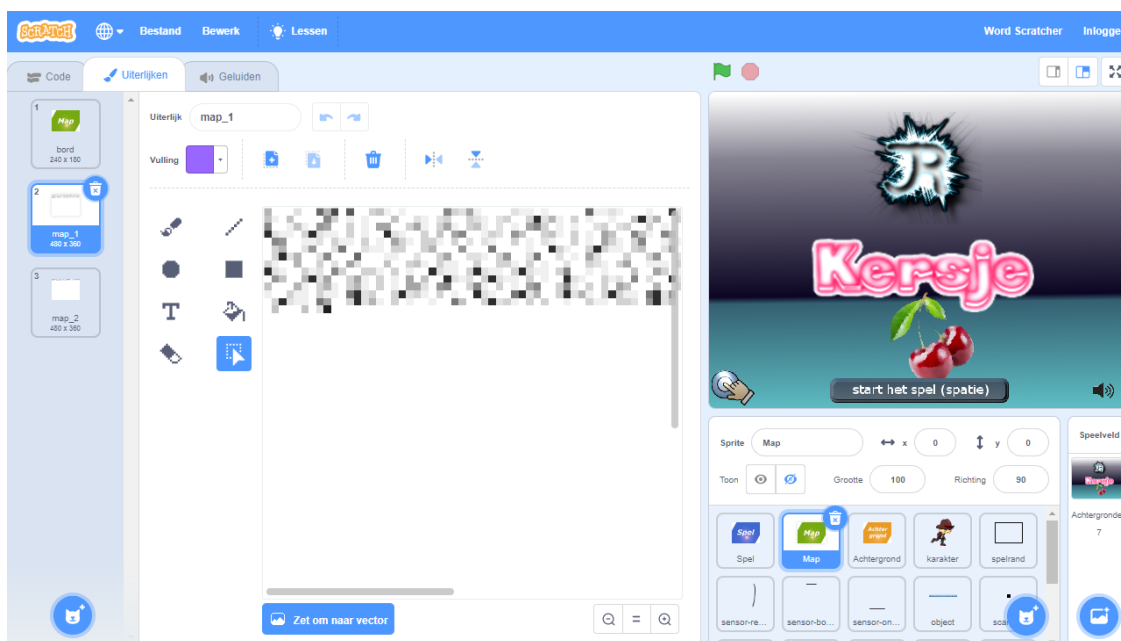 SCRATCH Bestand Bewerk Lessen Word Scratcher Inlogge
Code Uiterlijken Geluiden
1
Map
bord
240 x 180
2
map_1
480 x 360
3
map_2
480 x 360
Uiterlijk map_1
Vulling
T
Zet om naar vector
=
JR
Kersje
start het spel (spatie)
Sprite Map x 0 y 0
Toon Grootte 100 Richting 90
Spel Map Achter grond
Spel Map Achtergrond karakter spelrand
sensor-re... sensor-bo... sensor-on... object
Speelveld
Kersje
Achtergronde
7